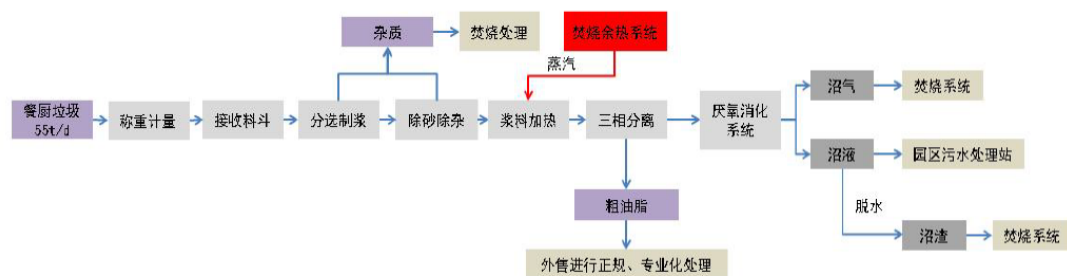 杂质
焚烧处理
焚烧余热系统
蒸汽
餐厨垃圾
55t/d
称重计量
接收料斗
分选制浆
除砂除杂
浆料加热
三相分离
厌氧消化
系统
沼气
焚烧系统
沼液
园区污水处理站
脱水
粗油脂
沼渣
焚烧系统
外售进行正规、专业化处理